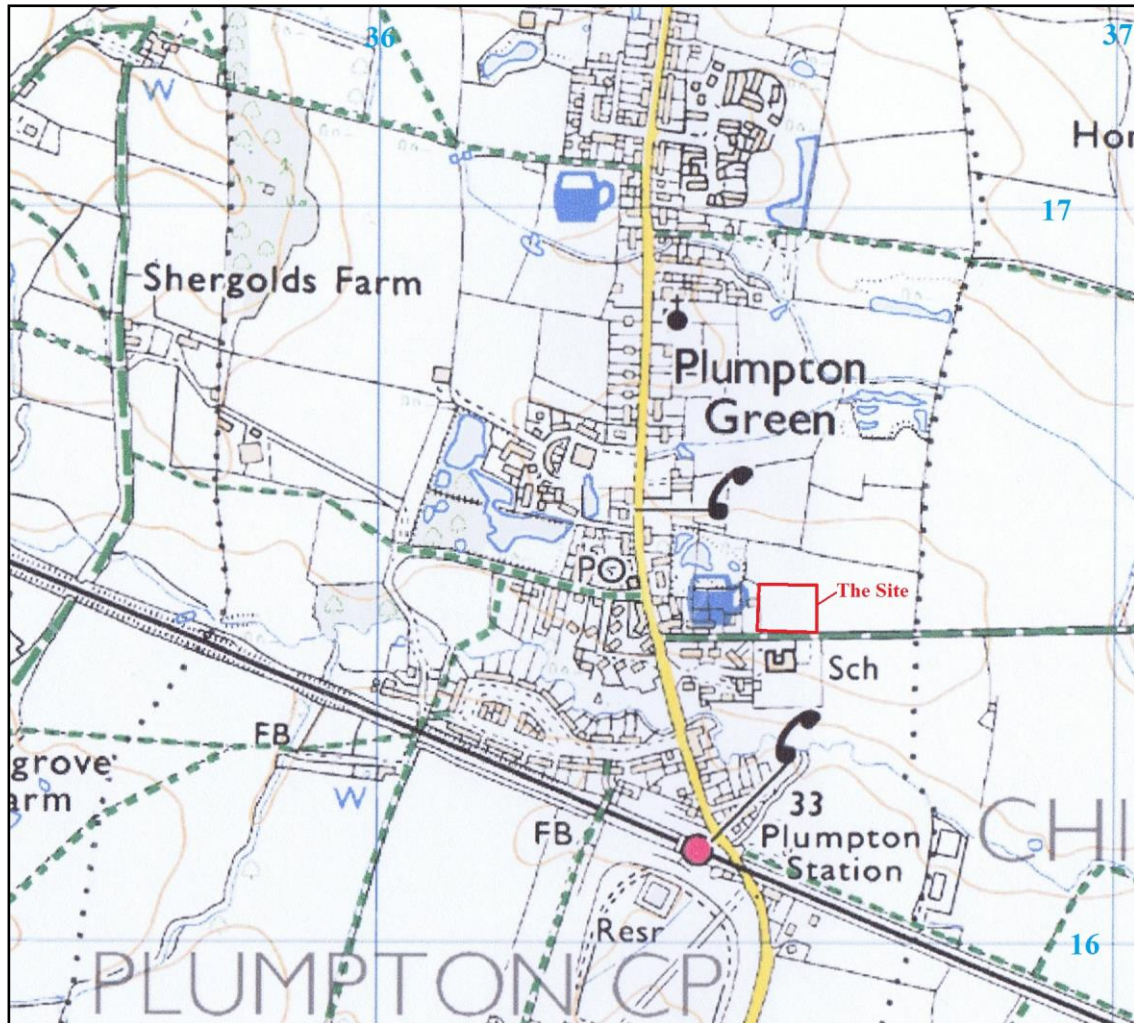 36
37
W
Hor
17
Shergolds Farm
Plumpton
Green
PO
The Site
Sch
FB
grove
arm
W
33
Plumpton
Station
CHI
FB
Resr
16
PLUMPTON CP